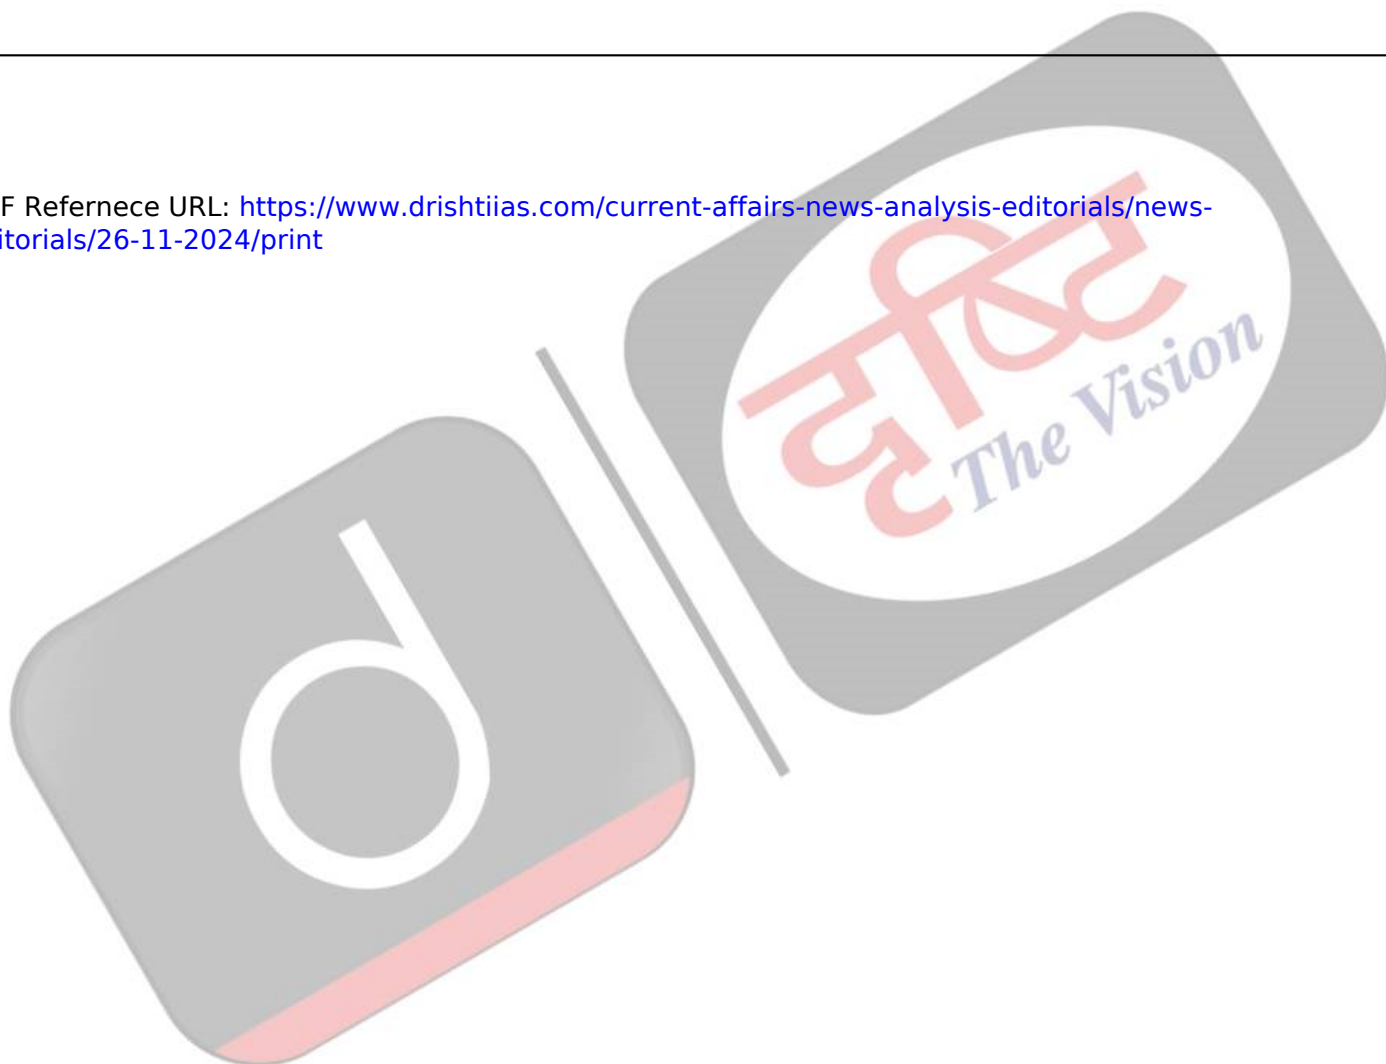 F Refernece URL: https://www.drishtiias.com/current-affairs-news-analysis-editorials/news-
itorials/26-11-2024/print
दृष्टि
The Vision
d